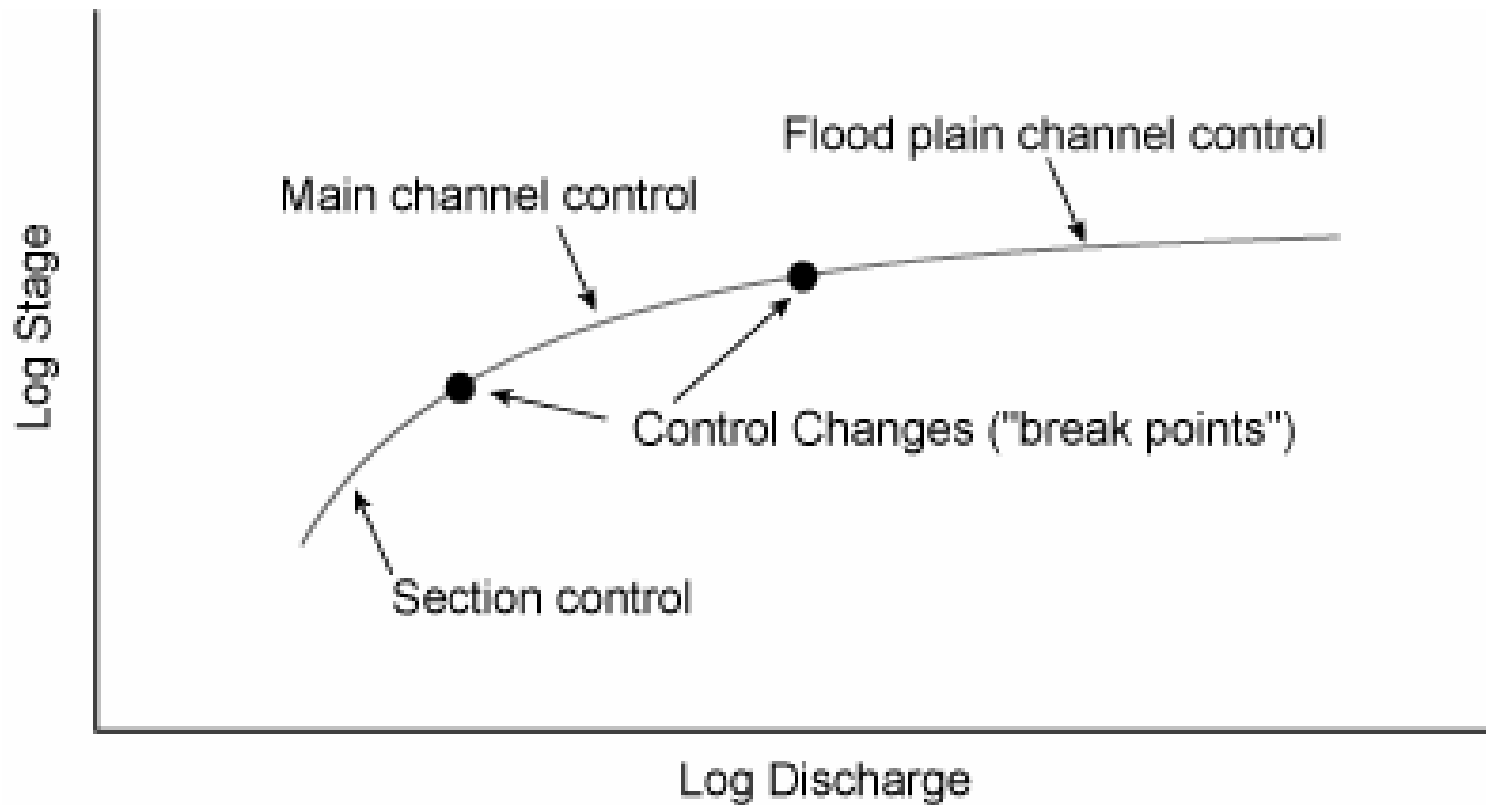 Flood plain channel control
Main channel control
Log Stage
Control Changes ("break points")
Section control
Log Discharge